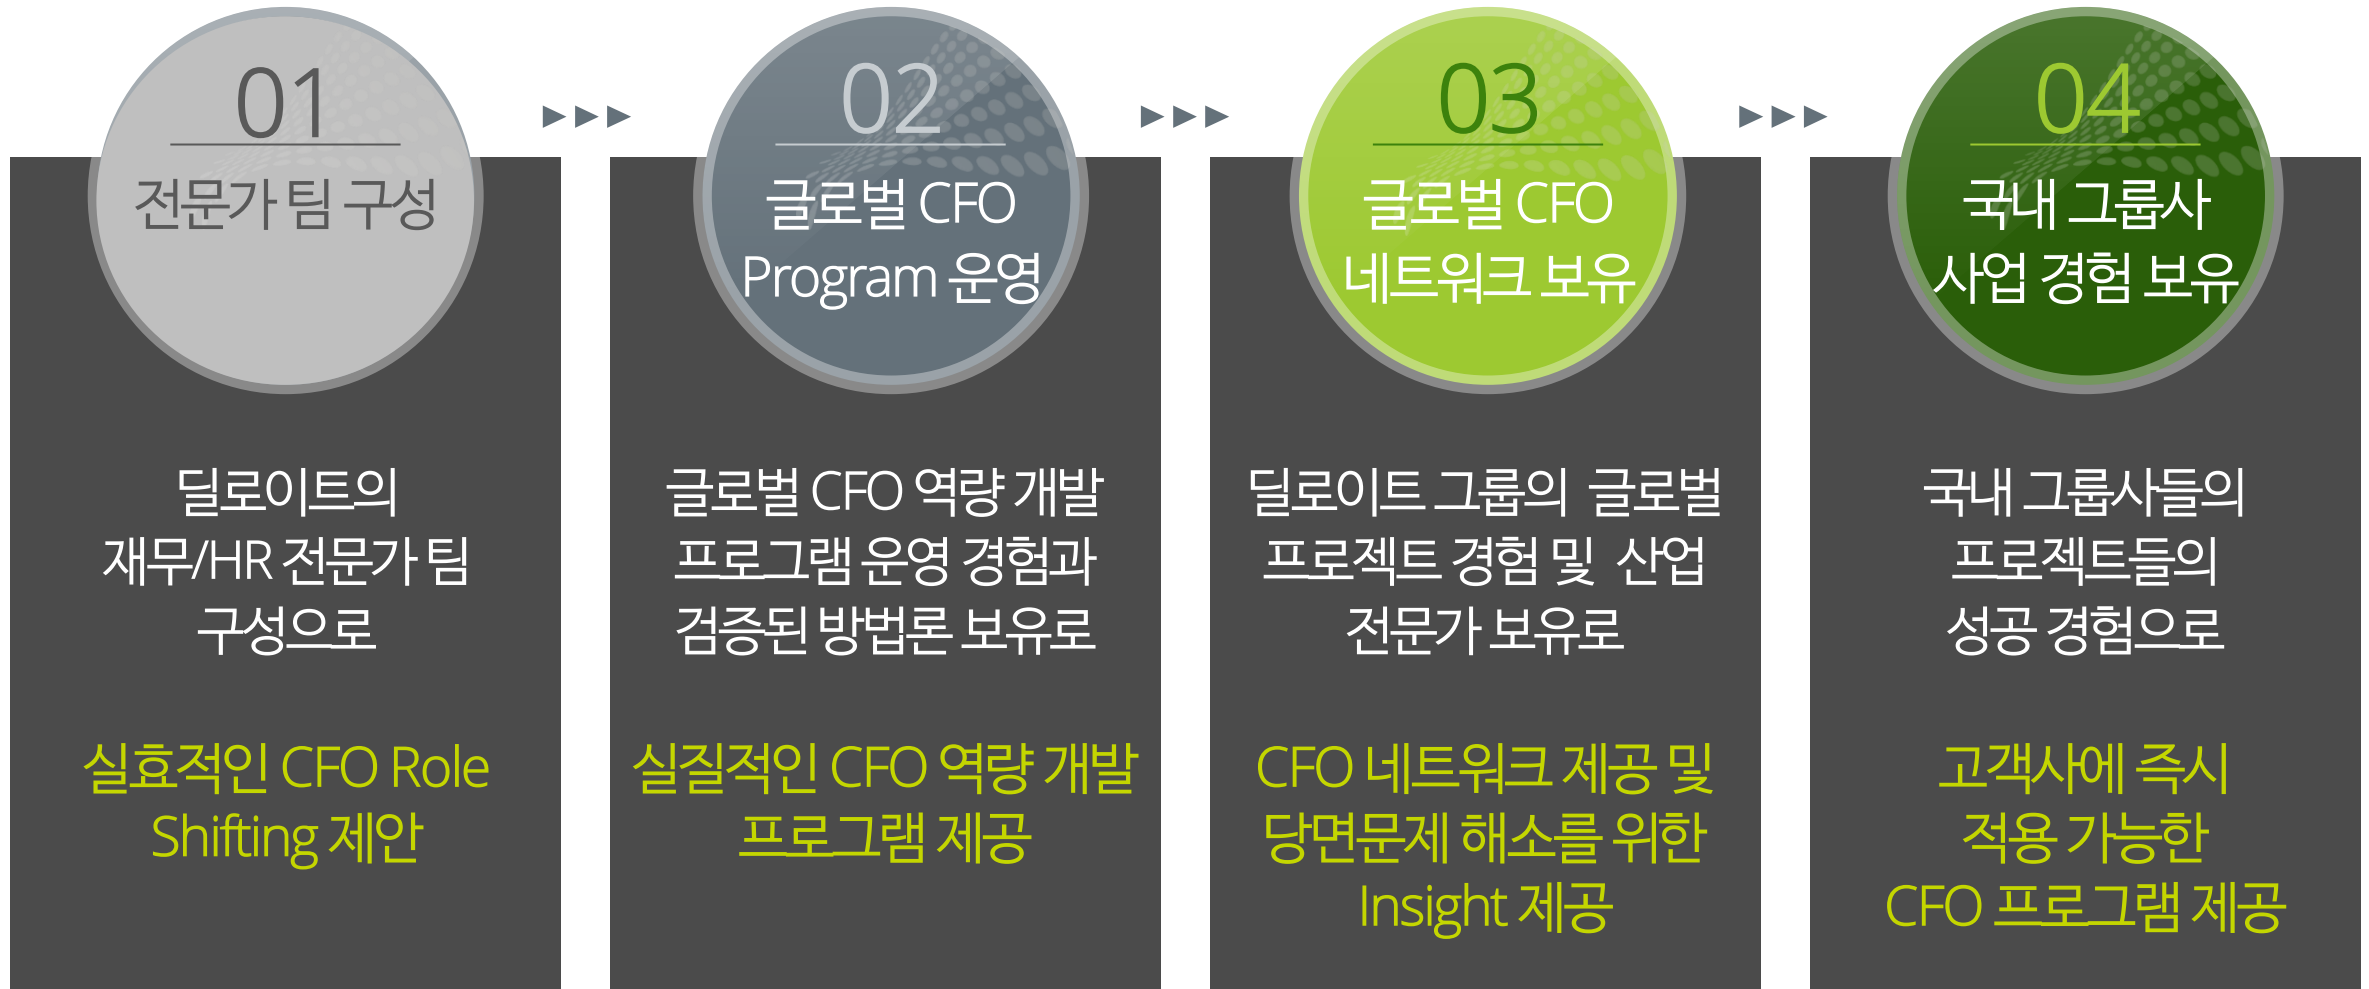 01
전문가 팀 구성
딜로이트의
재무/HR 전문가 팀
구성으로
실효적인 CFO Role
Shifting 제안
02
글로벌 CFO
Program 운영
글로벌 CFO 역량 개발
프로그램 운영 경험과
검증된 방법론 보유로
실질적인 CFO 역량 개발
프로그램 제공
03
글로벌 CFO
네트워크 보유
딜로이트 그룹의 글로벌
프로젝트 경험 및 산업
전문가 보유로
CFO 네트워크 제공 및
당면문제 해소를 위한
Insight 제공
04
국내 그룹사
사업 경험 보유
국내 그룹사들의
프로젝트들의
성공 경험으로
고객사에 즉시
적용 가능한
CFO 프로그램 제공